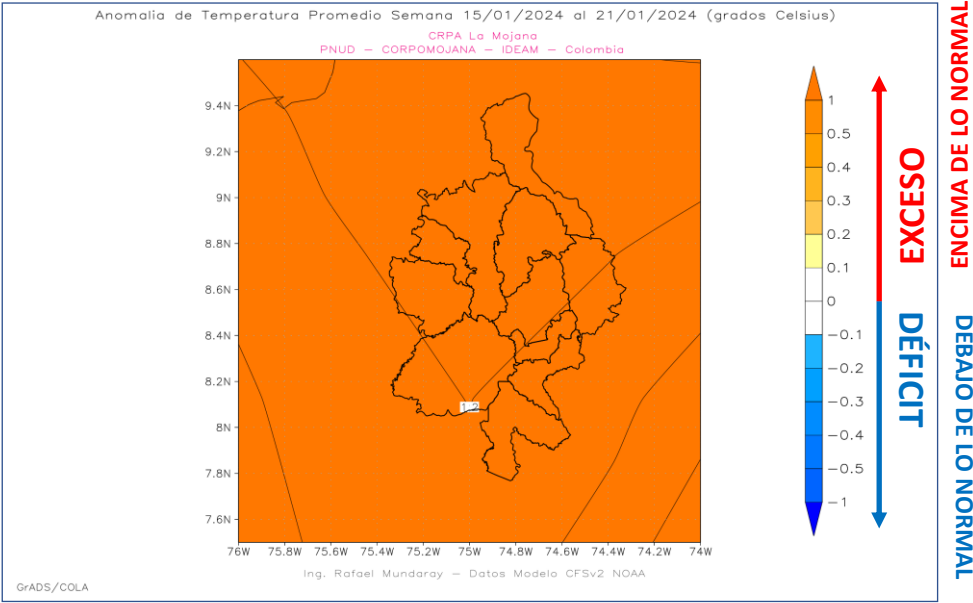 Anomalia de Temperatura Promedio Semana 15/01/2024 al 21/01/2024 (grados Celsius)
CRPA La Mojana
PNUD – CORPOMOJANA – IDEAM – Colombia
9.4N
9.2N
9N
8.8N
8.6N
8.4N
8.2N
8N
7.8N
7.6N
1.2
76W 75.8W 75.6W 75.4W 75.2W 75W 74.8W 74.6W 74.4W 74.2W 74W
1
0.5
0.4
0.3
0.2
0.1
0
−0.1
−0.2
−0.3
−0.4
−0.5
−1
EXCESO
DÉFICIT
ENCIMA DE LO NORMAL
DEBAJO DE LO NORMAL
Ing. Rafael Mundaray – Datos Modelo CFSv2 NOAA
GrADS/COLA